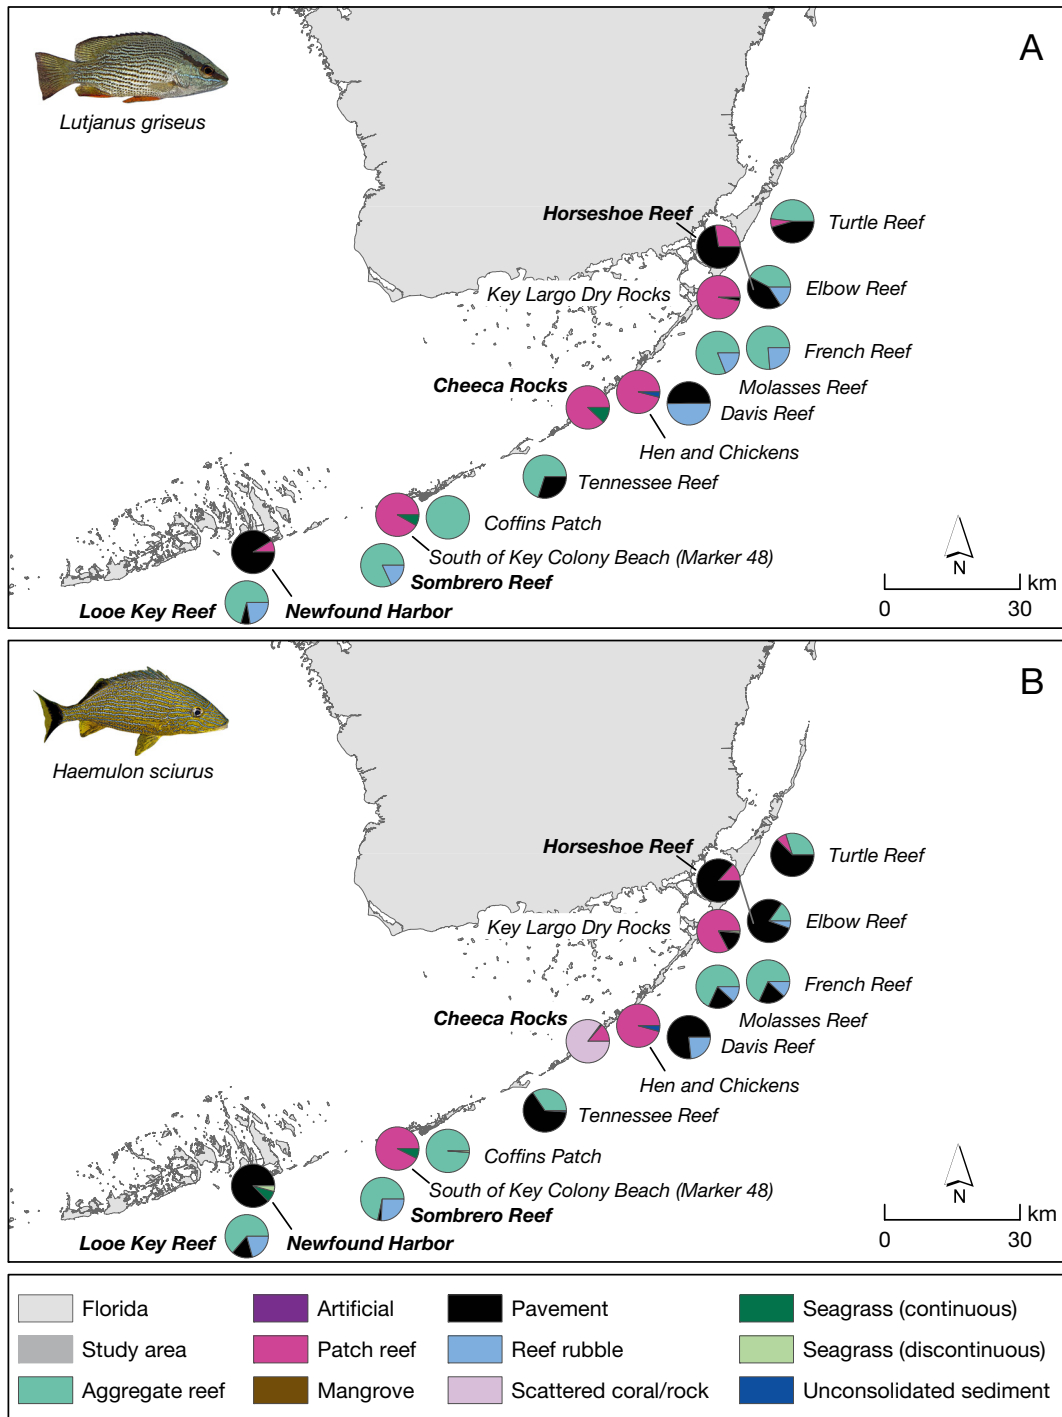 A
Lutjanus griseus
Horseshoe Reef
Turtle Reef
Key Largo Dry Rocks
Elbow Reef
French Reef
Cheeca Rocks
Molasses Reef
Davis Reef
Hen and Chickens
Tennessee Reef
Coffins Patch
South of Key Colony Beach (Marker 48)
Sombrero Reef
Looe Key Reef
Newfound Harbor
N
km
0 30
B
Haemulon sciurus
Horseshoe Reef
Turtle Reef
Key Largo Dry Rocks
Elbow Reef
French Reef
Cheeca Rocks
Molasses Reef
Davis Reef
Hen and Chickens
Tennessee Reef
Coffins Patch
South of Key Colony Beach (Marker 48)
Sombrero Reef
Looe Key Reef
Newfound Harbor
N
km
0 30
Florida
Study area
Aggregate reef
Artificial
Patch reef
Mangrove
Pavement
Reef rubble
Scattered coral/rock
Seagrass (continuous)
Seagrass (discontinuous)
Unconsolidated sediment